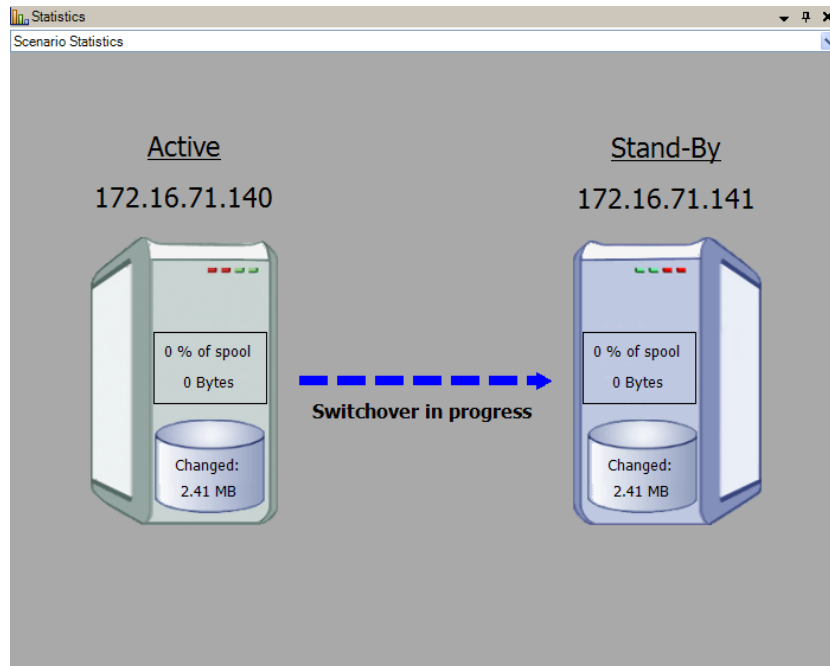 Statistics
Scenario Statistics
Active
Stand-By
172.16.71.140
172.16.71.141
0 % of spool
0 Bytes
0 % of spool
0 Bytes
Switchover in progress
Changed:
2.41 MB
Changed:
2.41 MB